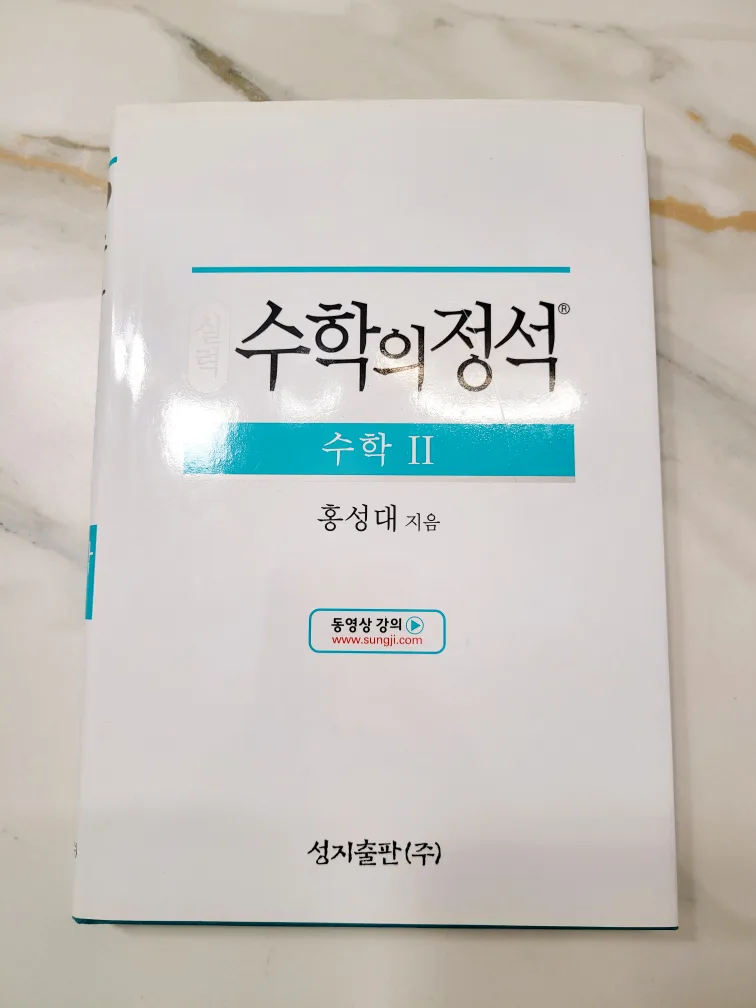 실력 수학의 정석®
수학 II
홍성대 지음
동영상 강의
www.sungji.com
성지출판(주)